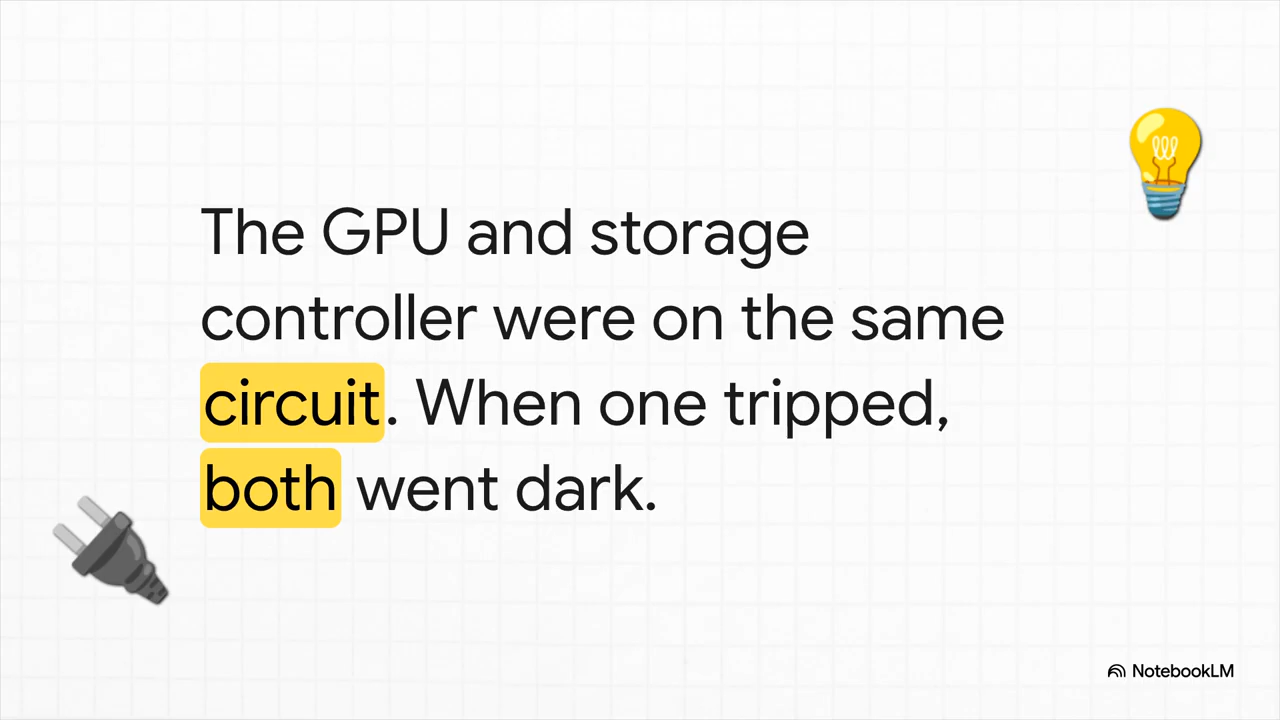 The GPU and storage
controller were on the same
circuit. When one tripped,
both went dark.
NotebookLM